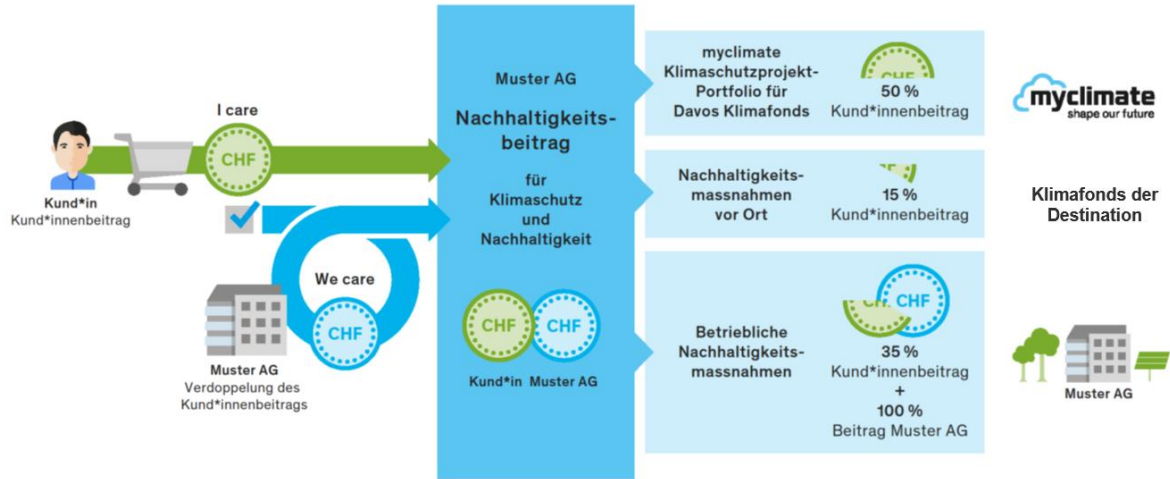 I care
CHF
Kund*in
Kund*innenbeitrag
We care
CHF
Muster AG
Verdoppelung des
Kund*innenbeitrags
Muster AG
Nachhaltigkeits-
beitrag
für
Klimaschutz
und
Nachhaltigkeit
CHF
CHF
Kund*in Muster AG
myclimate
Klimaschutzprojekt-
Portfolio für
Davos Klimafonds
CHF
50 %
Kund*innenbeitrag
myclimate
shape our future
Nachhaltigkeits-
massnahmen
vor Ort
15 %
Kund*innenbeitrag
Klimafonds der
Destination
Betriebliche
Nachhaltigkeits-
massnahmen
CHF
35 %
Kund*innenbeitrag
+
100 %
Beitrag Muster AG
Muster AG